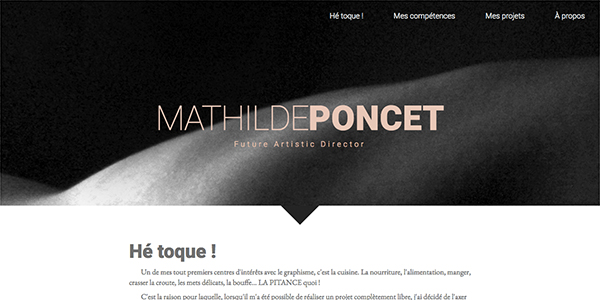 Hé toque ! Mes compétences Mes projets À propos
MATHILDEPONCET
Future Artistic Director
Hé toque !
Un de mes tout premiers centres d'intérêts avec le graphisme, c'est la cuisine. La nourriture, l'alimentation, manger,
crasser la croute, les mets délicats, la bouffe... LA PITANCE quoi !
C'est la raison pour laquelle, lorsqu'il m'a été possible de réaliser un projet complètement libre, j'ai décidé de l'axer